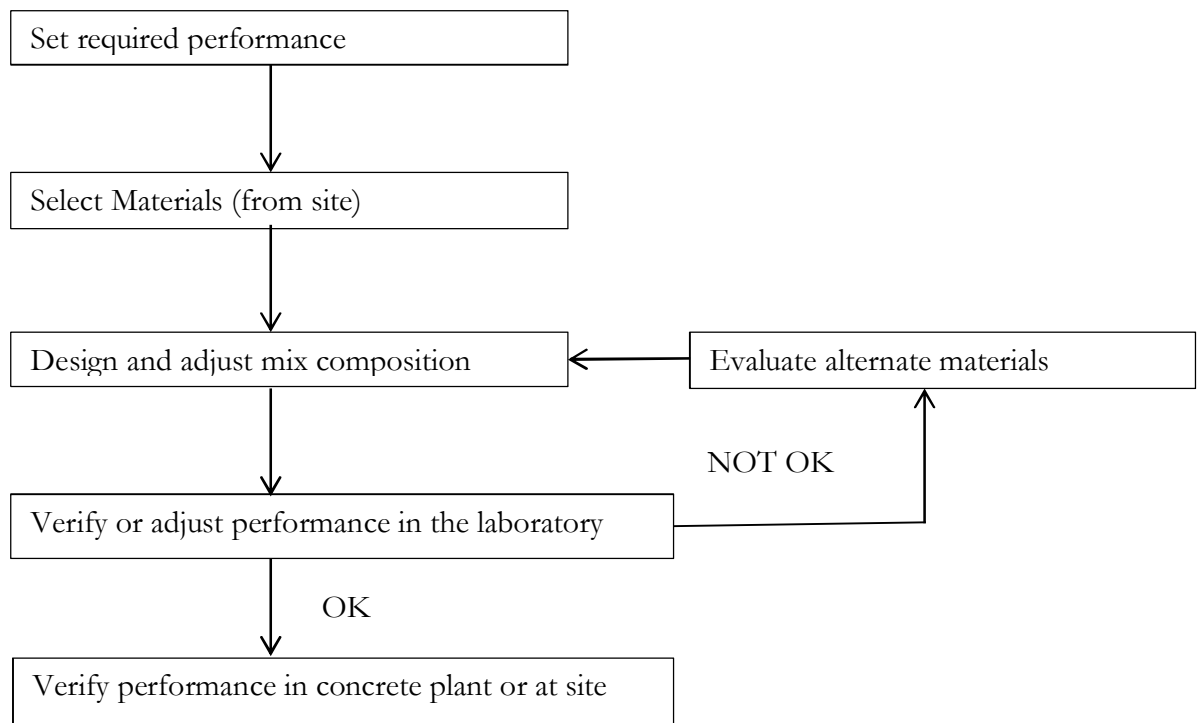 Set required performance
Select Materials (from site)
Design and adjust mix composition
Evaluate alternate materials
NOT OK
Verify or adjust performance in the laboratory
OK
Verify performance in concrete plant or at site